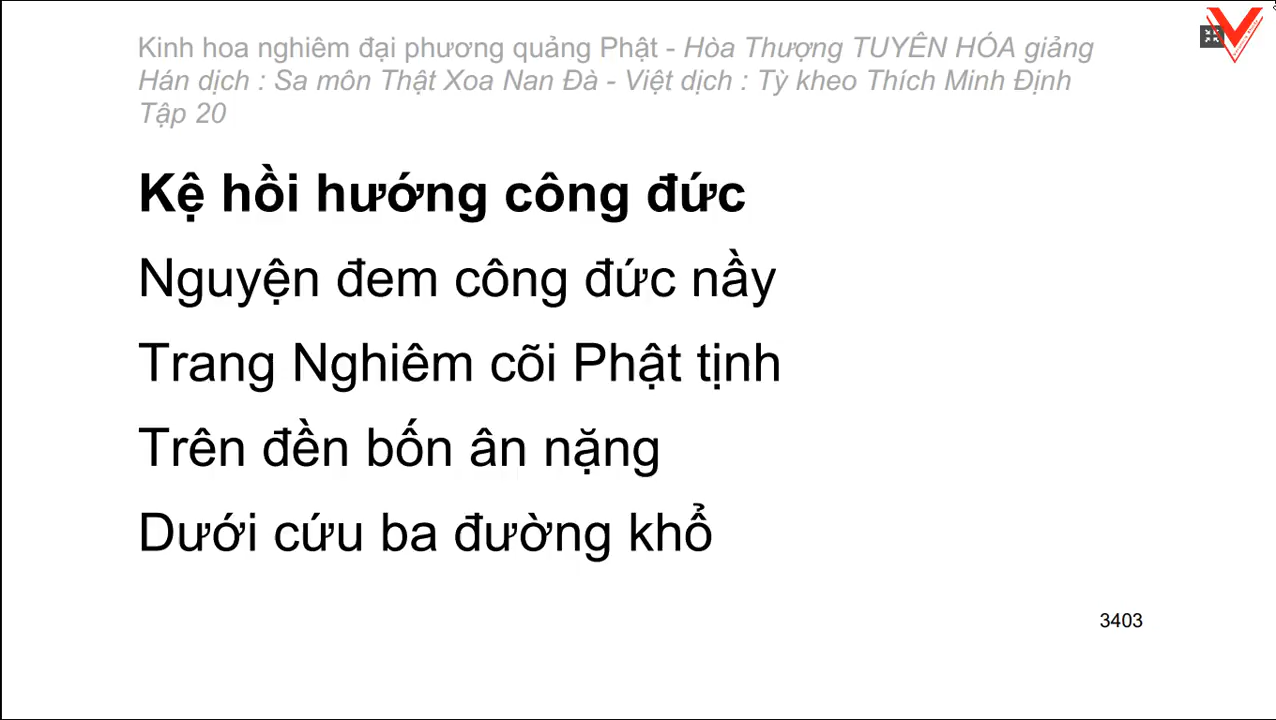 Kinh hoa nghiêm đại phương quảng Phật - Hòa Thượng TUYÊN HÓA giảng
Hán dịch : Sa môn Thật Xoa Nan Đà - Việt dịch : Tỳ kheo Thích Minh Định
Tập 20
Kệ hồi hướng công đức
Nguyện đem công đức nầy
Trang Nghiêm cõi Phật tịnh
Trên đền bốn ân nặng
Dưới cứu ba đường khổ
3403